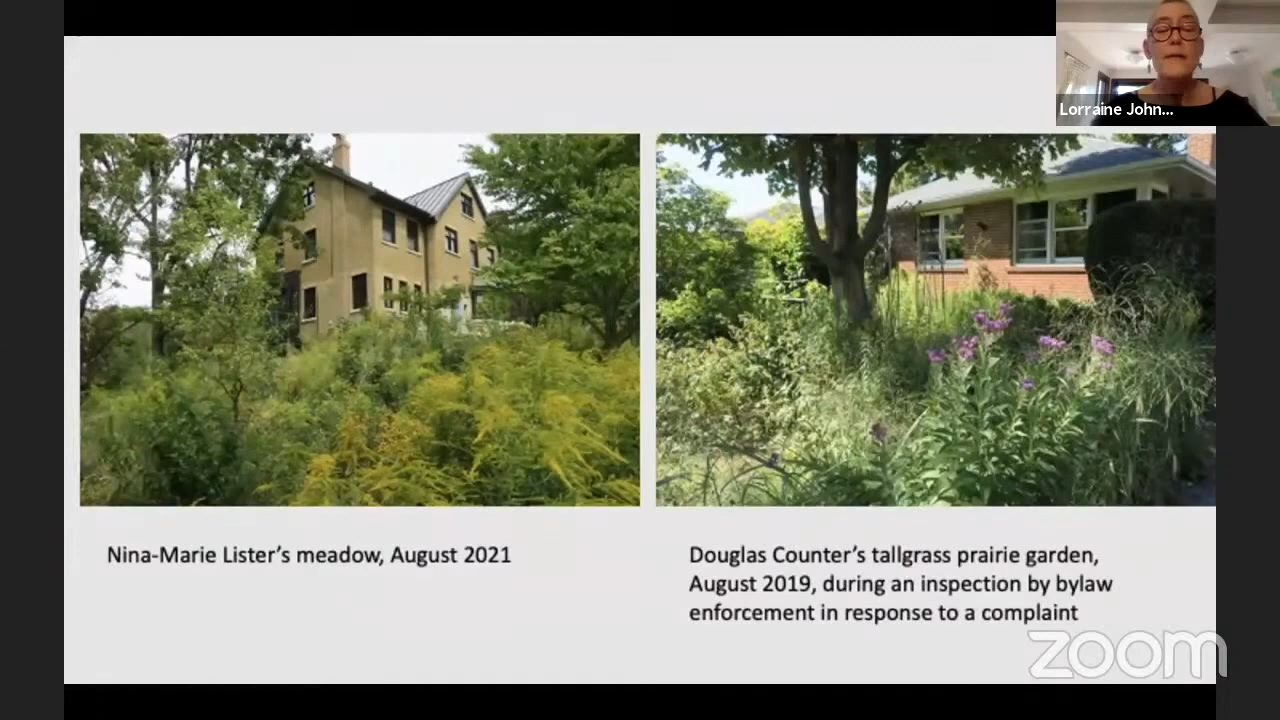 Lorraine John...
Nina-Marie Lister's meadow, August 2021
Douglas Counter's tallgrass prairie garden,
August 2019, during an inspection by bylaw
enforcement in response to a complaint
zoom